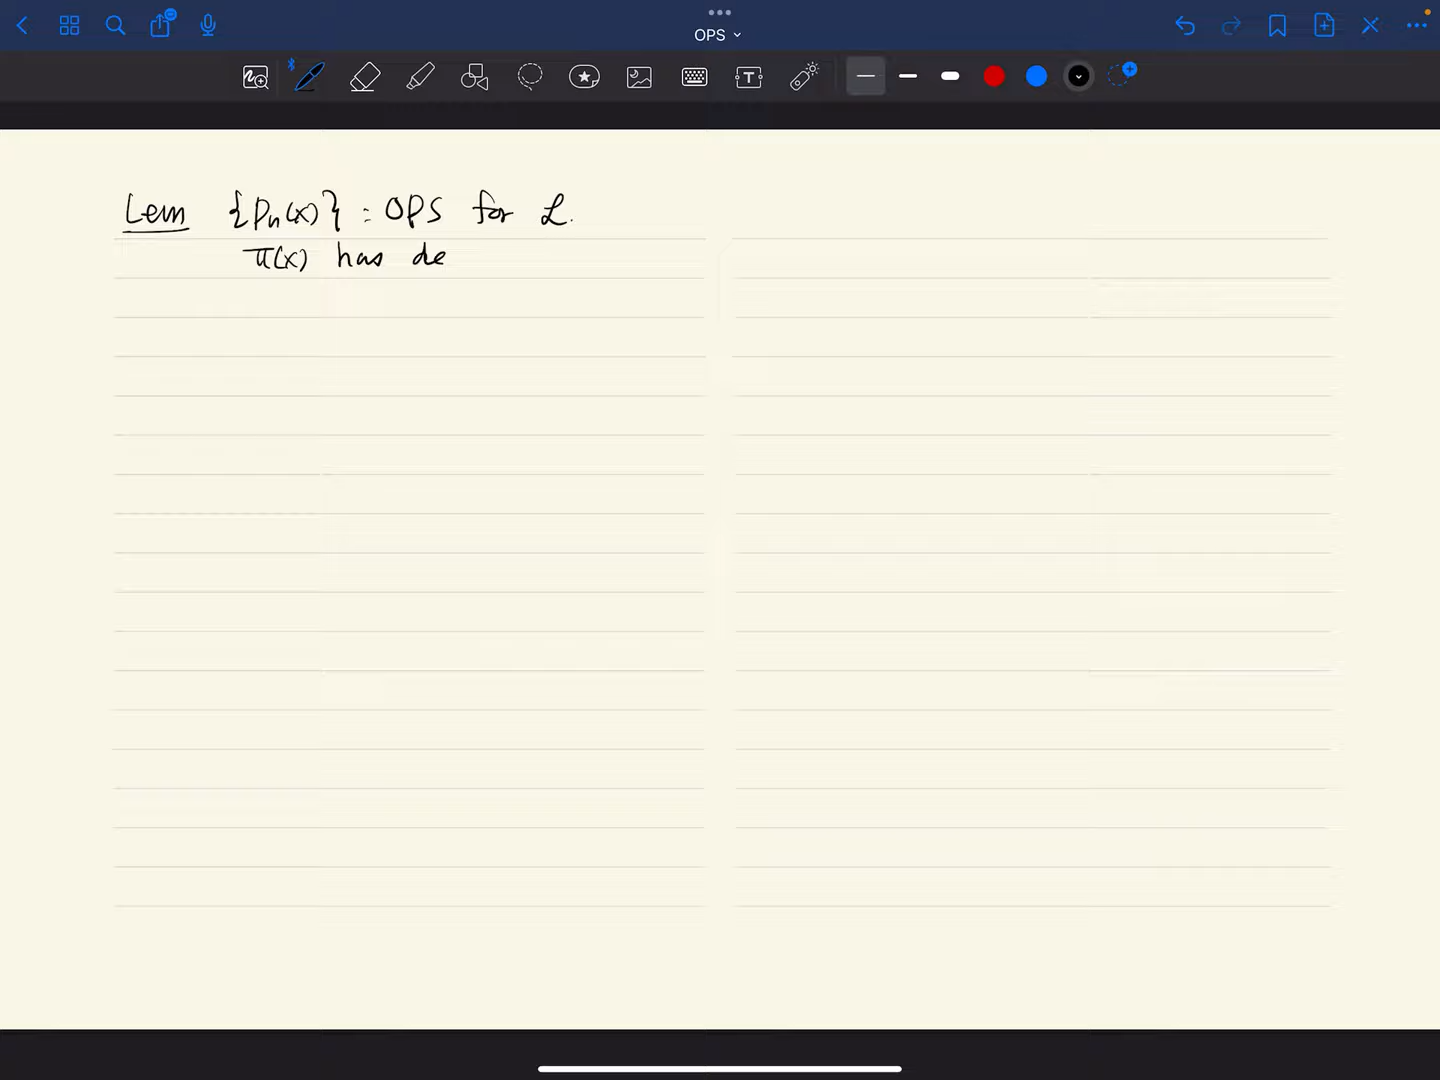 OPS
Lem {Pn(x)} : OPS for L.
π(x) has de